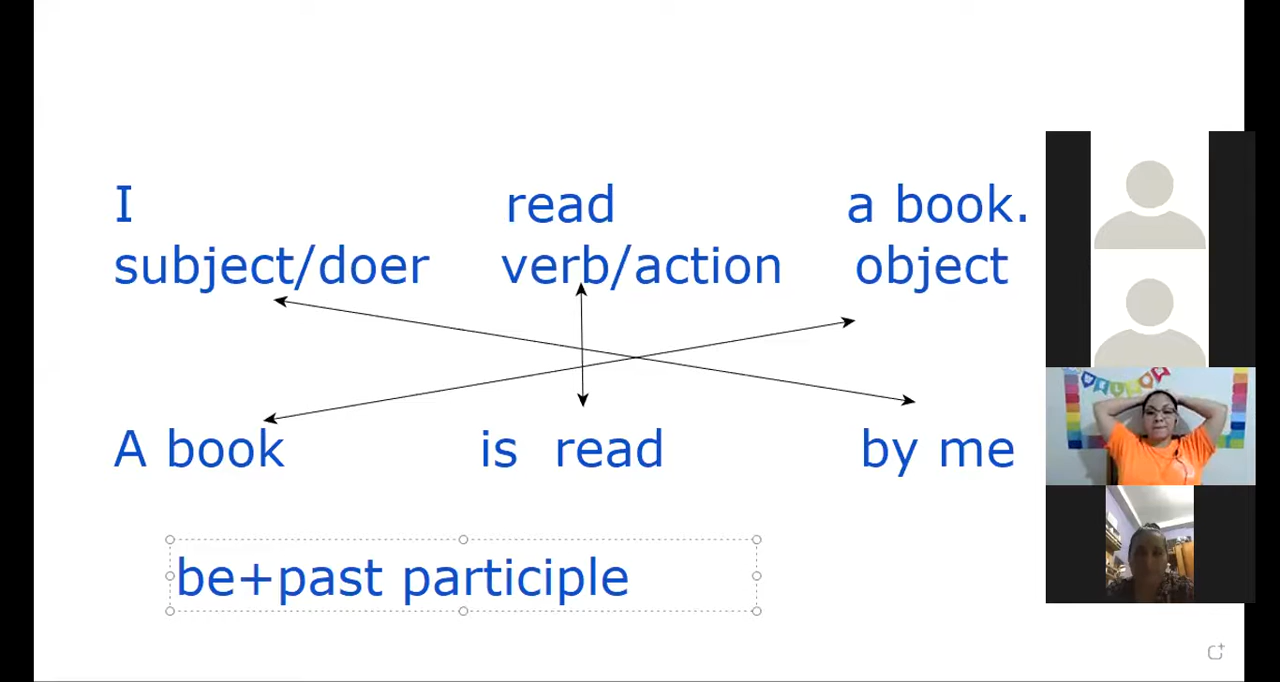 I read a book.
subject/doer verb/action object
A book is read by me
be+past participle